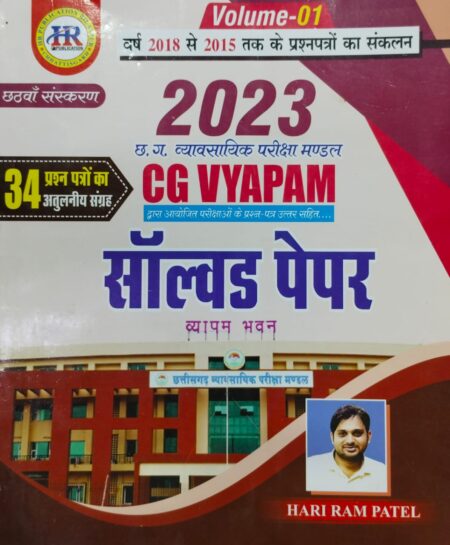 Volume-01
HR PUBLICATION
वर्ष 2018 से 2015 तक के प्रश्नपत्रों का संकलन
छठवाँ संस्करण
2023
छ.ग. व्यावसायिक परीक्षा मण्डल
34 प्रश्न पत्रों का
अतुलनीय संग्रह
CG VYAPAM
द्वारा आयोजित परीक्षाओं के प्रश्न-पत्र उत्तर सहित....
सॉल्वड पेपर
व्यापम भवन
छत्तीसगढ़ व्यावसायिक परीक्षा मण्डल
HARI RAM PATEL